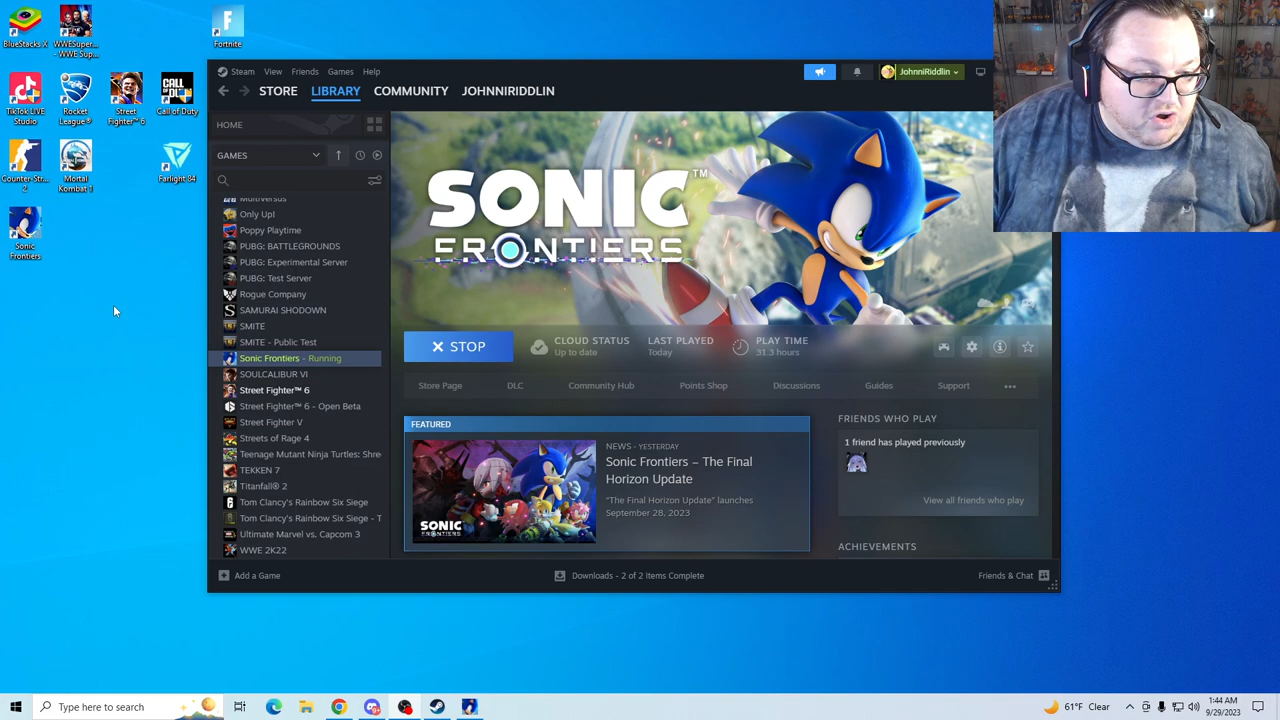 BlueStacks X
WWESuper...
- WWE Sup...
Fortnite
TikTok LIVE
Studio
Rocket
League®
Street
Fighter™ 6
CALL OF DUTY
Call of Duty
Counter-Str...
2
Mortal
Kombat 1
Farlight 84
Sonic
Frontiers
Steam View Friends Games Help
JohnniRiddlin
STORE LIBRARY COMMUNITY JOHNNIRIDDLIN
HOME
GAMES
MultiVersus
Only Up!
Poppy Playtime
PUBG: BATTLEGROUNDS
PUBG: Experimental Server
PUBG: Test Server
Rogue Company
SAMURAI SHODOWN
SMITE
SMITE - Public Test
Sonic Frontiers - Running
SOULCALIBUR VI
Street Fighter™ 6
Street Fighter™ 6 - Open Beta
Street Fighter V
Streets of Rage 4
Teenage Mutant Ninja Turtles: Shre
TEKKEN 7
Titanfall® 2
Tom Clancy's Rainbow Six Siege
Tom Clancy's Rainbow Six Siege - T
Ultimate Marvel vs. Capcom 3
WWE 2K22
SONIC™
FRONTIERS
STOP
CLOUD STATUS
Up to date
LAST PLAYED
Today
PLAY TIME
31.3 hours
Store Page DLC Community Hub Points Shop Discussions Guides Support
FEATURED
SONIC
FRONTIERS
NEWS - YESTERDAY
Sonic Frontiers – The Final
Horizon Update
"The Final Horizon Update" launches
September 28, 2023
FRIENDS WHO PLAY
1 friend has played previously
View all friends who play
ACHIEVEMENTS
Add a Game
Downloads - 2 of 2 Items Complete
Friends & Chat
Type here to search
61°F Clear
1:44 AM
9/29/2023